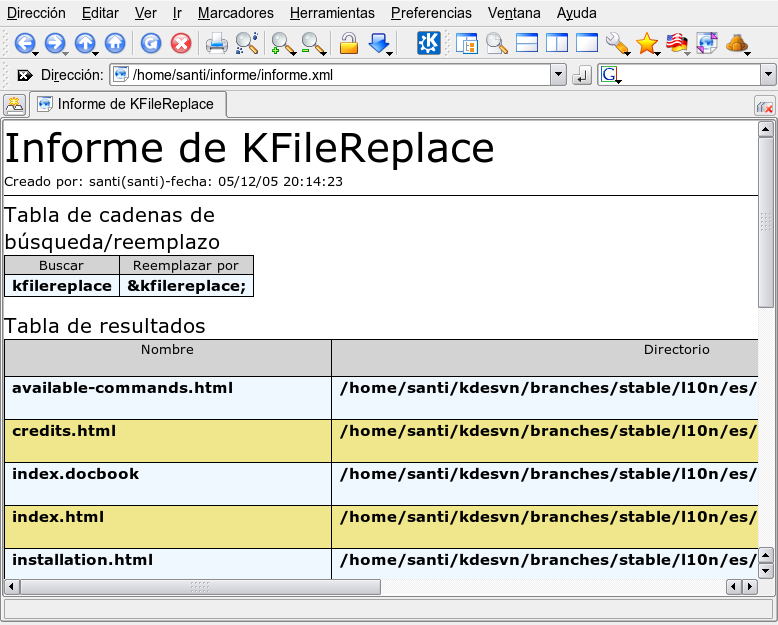 Dirección Editar Ver Ir Marcadores Herramientas Preferencias Ventana Ayuda
Dirección: /home/santi/informe/informe.xml
Informe de KFileReplace
Informe de KFileReplace
Creado por: santi(santi)-fecha: 05/12/05 20:14:23
Tabla de cadenas de
búsqueda/reemplazo
Buscar Reemplazar por
kfilereplace &kfilereplace;
Tabla de resultados
Nombre Directorio
available-commands.html /home/santi/kdesvn/branches/stable/l10n/es/
credits.html /home/santi/kdesvn/branches/stable/l10n/es/
index.docbook /home/santi/kdesvn/branches/stable/l10n/es/
index.html /home/santi/kdesvn/branches/stable/l10n/es/
installation.html /home/santi/kdesvn/branches/stable/l10n/es/